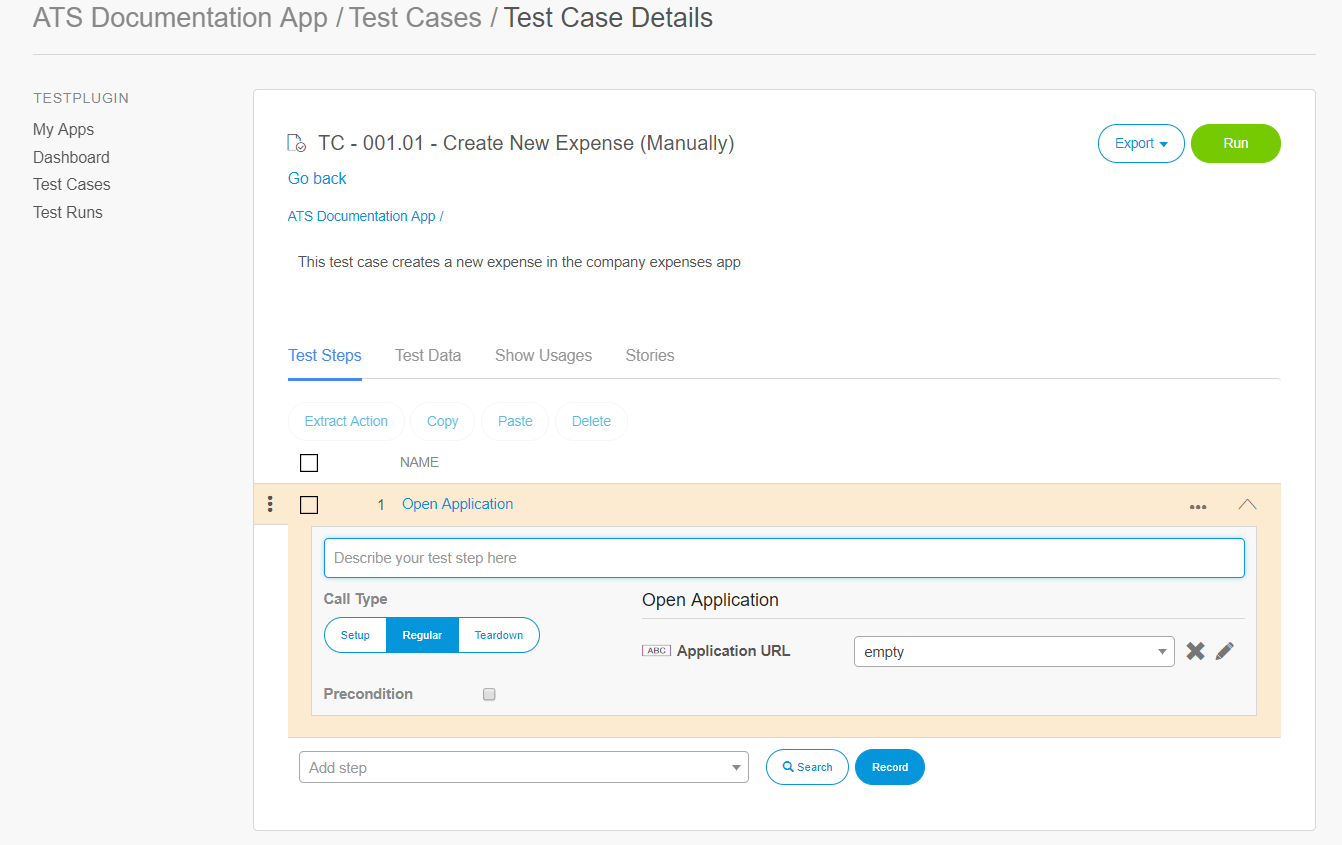 ATS Documentation App / Test Cases / Test Case Details
TESTPLUGIN
My Apps
Dashboard
Test Cases
Test Runs
TC - 001.01 - Create New Expense (Manually)
Export
Run
Go back
ATS Documentation App /
This test case creates a new expense in the company expenses app
Test Steps Test Data Show Usages Stories
Extract Action Copy Paste Delete
NAME
1 Open Application
Describe your test step here
Call Type
Setup Regular Teardown
Precondition
Open Application
ABC Application URL empty
Add step Search Record